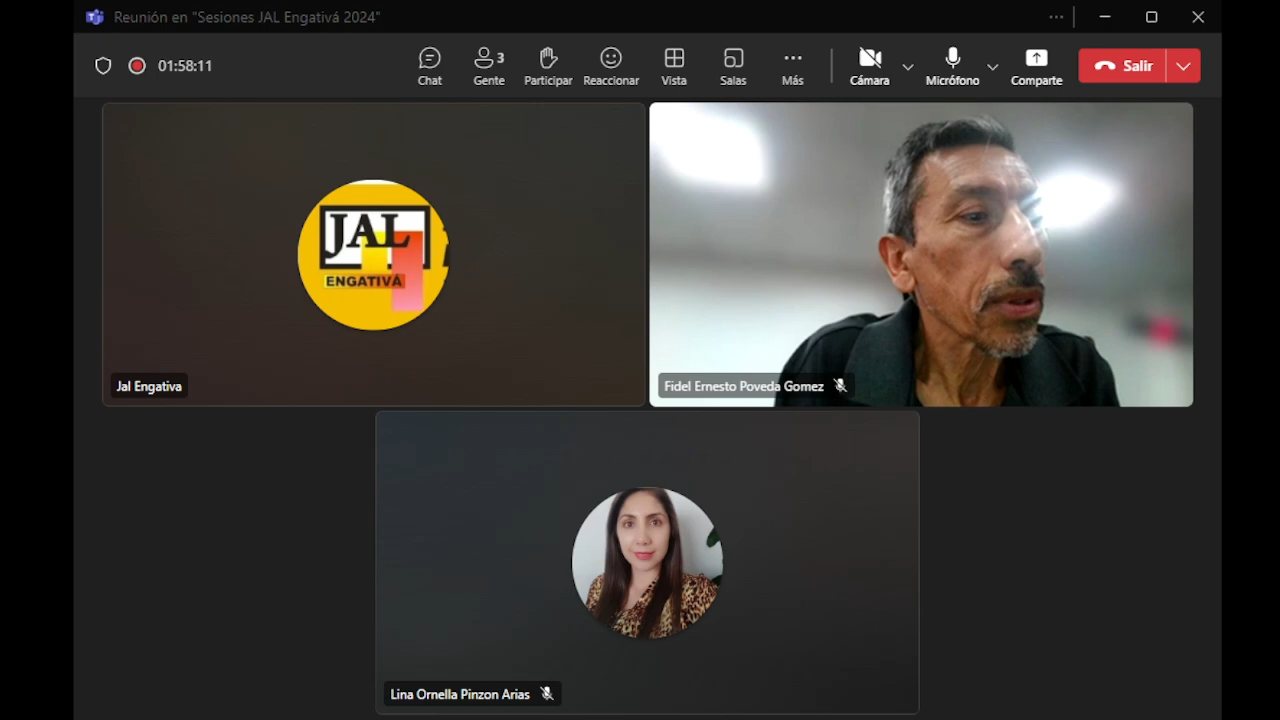 Reunión en "Sesiones JAL Engativá 2024"
01:58:11
Chat
3
Gente
Participar
Reaccionar
Vista
Salas
Más
Cámara
Micrófono
Comparte
Salir
JAL
ENGATIVÁ
Jal Engativa
Fidel Ernesto Poveda Gomez
Lina Ornella Pinzon Arias